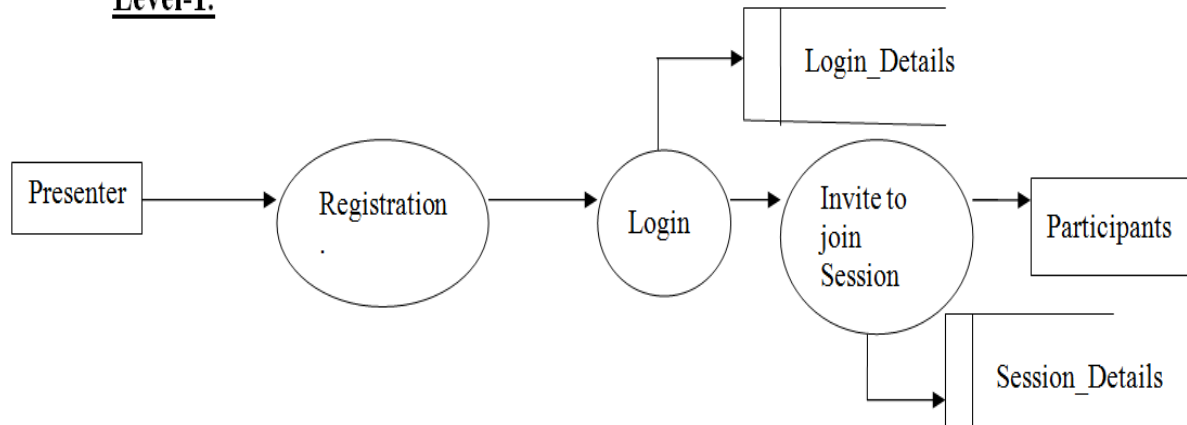 Level-1:
Login_Details
Presenter
Registration
.
Login
Invite to
join
Session
Participants
Session_Details